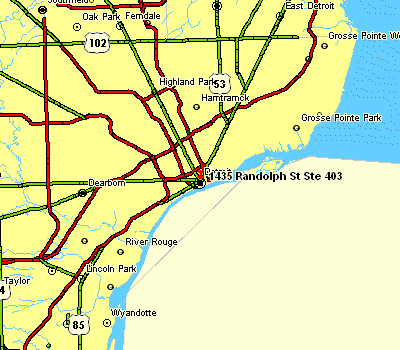 Southfield
Oak Park
Ferndale
East Detroit
102
Grosse Pointe W
Highland Park
53
Hamtramck
Grosse Pointe Park
Detroit
1435 Randolph St Ste 403
Dearborn
River Rouge
Lincoln Park
Taylor
4
Wyandotte
85